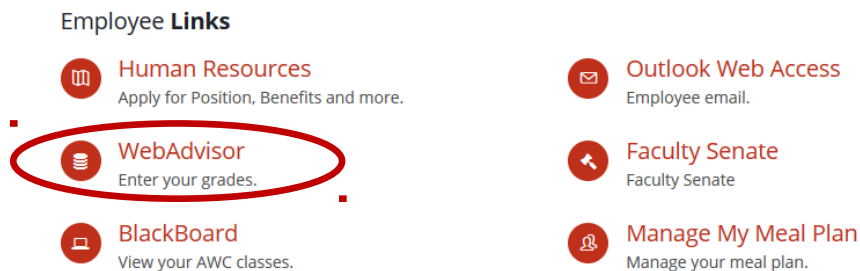 Employee Links
Human Resources
Apply for Position, Benefits and more.
Outlook Web Access
Employee email.
WebAdvisor
Enter your grades.
Faculty Senate
Faculty Senate
BlackBoard
View your AWC classes.
Manage My Meal Plan
Manage your meal plan.